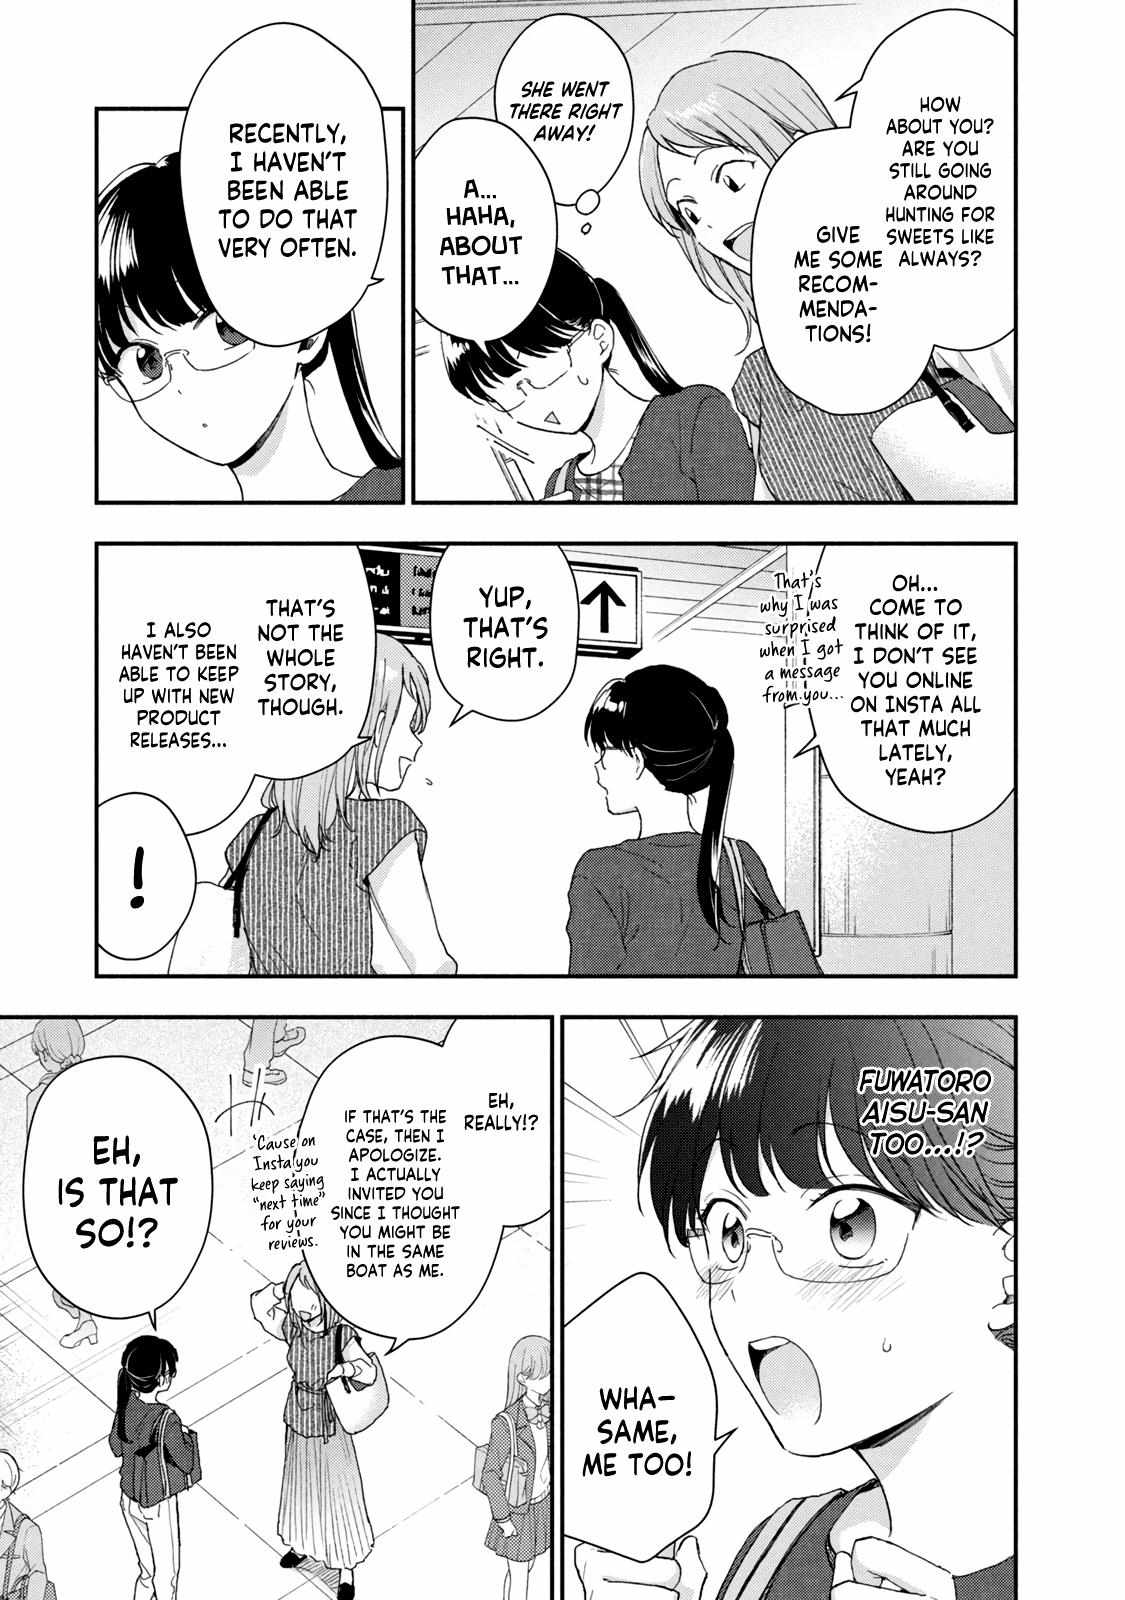 HOW
ABOUT YOU?
ARE YOU
STILL GOING
AROUND
HUNTING FOR
SWEETS LIKE
ALWAYS?
GIVE
ME SOME
RECOM-
MENDA-
TIONS!
SHE WENT
THERE RIGHT
AWAY!
A...
HAHA,
ABOUT
THAT...
RECENTLY,
I HAVEN'T
BEEN ABLE
TO DO THAT
VERY OFTEN.
OH...
COME TO
THINK OF IT,
I DON'T SEE
YOU ONLINE
ON INSTA ALL
THAT MUCH
LATELY,
YEAH?
That's
why I was
surprised
when I got
a message
from you...
YUP,
THAT'S
RIGHT.
THAT'S
NOT THE
WHOLE
STORY,
THOUGH.
I ALSO
HAVEN'T BEEN
ABLE TO KEEP
UP WITH NEW
PRODUCT
RELEASES...
!
FUWATORO
AISU-SAN
TOO...!?
WHA-
SAME,
ME TOO!
EH,
REALLY!?
IF THAT'S THE
CASE, THEN I
APOLOGIZE.
I ACTUALLY
INVITED YOU
SINCE I THOUGHT
YOU MIGHT BE
IN THE SAME
BOAT AS ME.
'Cause on
Insta you
keep saying
"next time"
for your
reviews.
EH,
IS THAT
SO!?